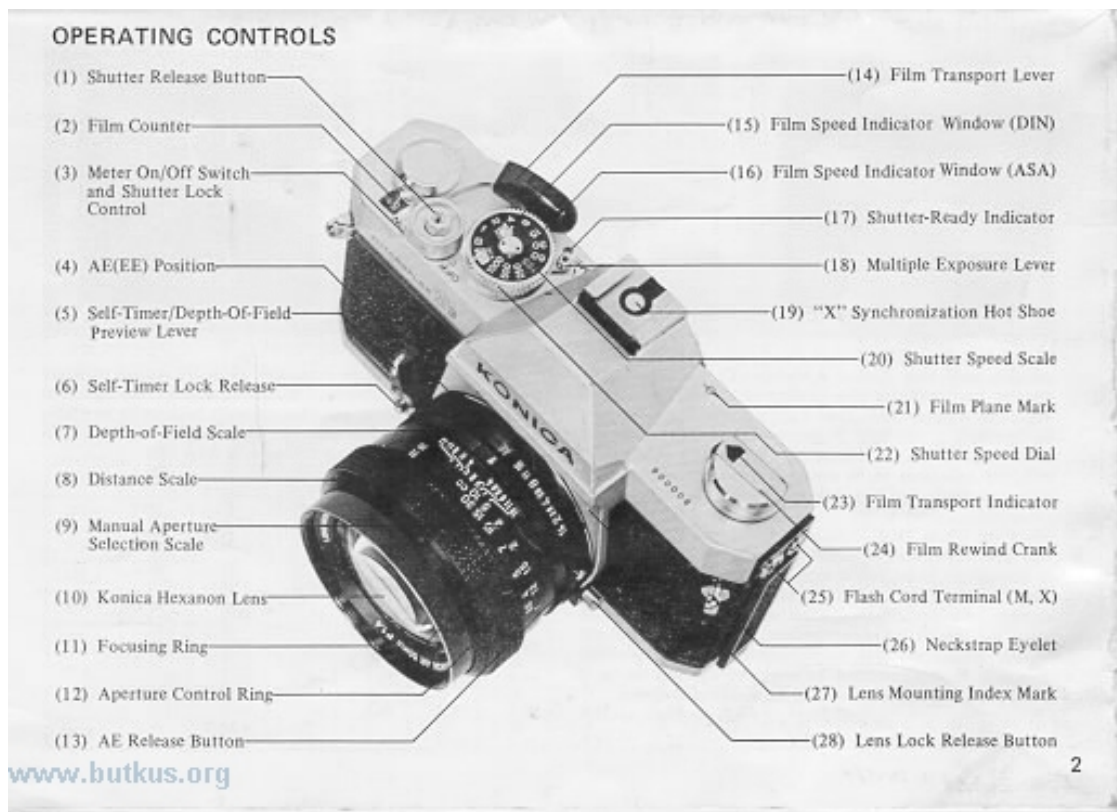 OPERATING CONTROLS
(1) Shutter Release Button
(2) Film Counter
(3) Meter On/Off Switch
and Shutter Lock
Control
(4) AE(EE) Position
(5) Self-Timer/Depth-Of-Field
Preview Lever
(6) Self-Timer Lock Release
(7) Depth-of-Field Scale
(8) Distance Scale
(9) Manual Aperture
Selection Scale
(10) Konica Hexanon Lens
(11) Focusing Ring
(12) Aperture Control Ring
(13) AE Release Button
(14) Film Transport Lever
(15) Film Speed Indicator Window (DIN)
(16) Film Speed Indicator Window (ASA)
(17) Shutter-Ready Indicator
(18) Multiple Exposure Lever
(19) "X" Synchronization Hot Shoe
(20) Shutter Speed Scale
(21) Film Plane Mark
(22) Shutter Speed Dial
(23) Film Transport Indicator
(24) Film Rewind Crank
(25) Flash Cord Terminal (M, X)
(26) Neckstrap Eyelet
(27) Lens Mounting Index Mark
(28) Lens Lock Release Button
KONICA
OFF
2
www.butkus.org